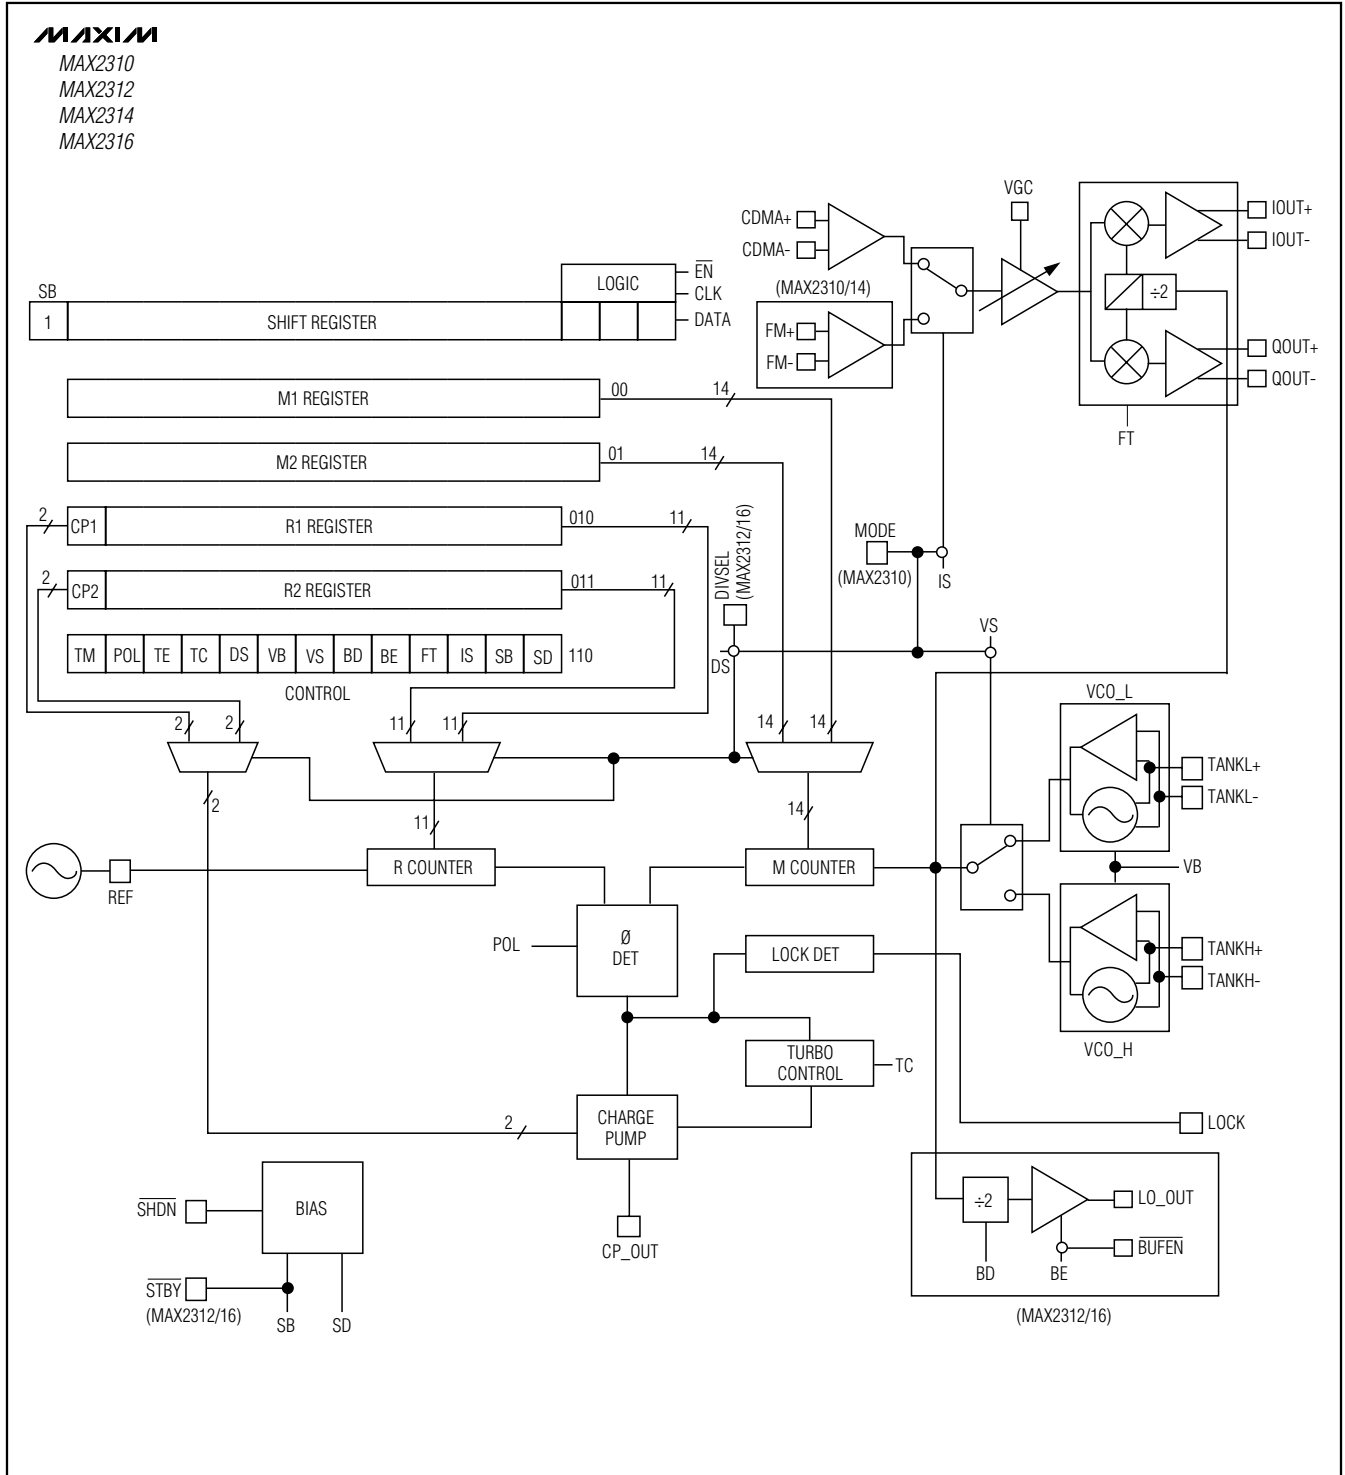 MAXIM
MAX2310
MAX2312
MAX2314
MAX2316
VGC
CDMA+
CDMA-
IOUT+
IOUT-
(MAX2310/14)
÷2
FM+
FM-
QOUT+
QOUT-
FT
LOGIC
EN
CLK
DATA
SB
1
SHIFT REGISTER
M1 REGISTER
00
14
M2 REGISTER
01
14
2
CP1
R1 REGISTER
010
11
2
CP2
R2 REGISTER
011
11
TM POL TE TC DS VB VS BD BE FT IS SB SD 110
CONTROL
DIVSEL
(MAX2312/16)
DS
MODE
(MAX2310)
IS
VS
2
2
11
11
14
14
2
11
14
VCO_L
TANKL+
TANKL-
VB
TANKH+
TANKH-
VCO_H
REF
R COUNTER
M COUNTER
POL
Ø
DET
LOCK DET
TURBO
CONTROL
TC
2
CHARGE
PUMP
LOCK
CP_OUT
SHDN
BIAS
STBY
(MAX2312/16)
SB
SD
÷2
LO_OUT
BUFEN
BD
BE
(MAX2312/16)